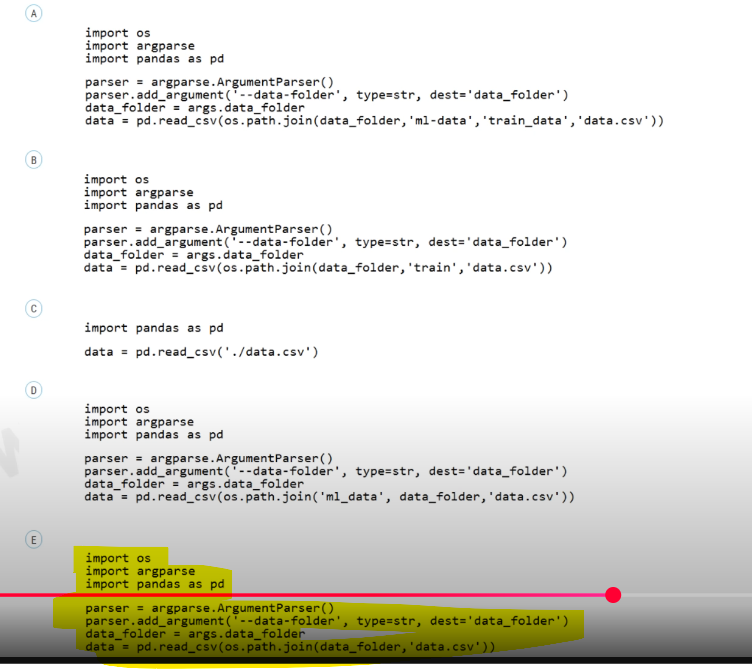 A
import os
import argparse
import pandas as pd
parser = argparse.ArgumentParser()
parser.add_argument('--data-folder', type=str, dest='data_folder')
data_folder = args.data_folder
data = pd.read_csv(os.path.join(data_folder,'ml-data','train_data','data.csv'))
B
import os
import argparse
import pandas as pd
parser = argparse.ArgumentParser()
parser.add_argument('--data-folder', type=str, dest='data_folder')
data_folder = args.data_folder
data = pd.read_csv(os.path.join(data_folder,'train','data.csv'))
C
import pandas as pd
data = pd.read_csv('./data.csv')
D
import os
import argparse
import pandas as pd
parser = argparse.ArgumentParser()
parser.add_argument('--data-folder', type=str, dest='data_folder')
data_folder = args.data_folder
data = pd.read_csv(os.path.join('ml_data', data_folder,'data.csv'))
E
import os
import argparse
import pandas as pd
parser = argparse.ArgumentParser()
parser.add_argument('--data-folder', type=str, dest='data_folder')
data_folder = args.data_folder
data = pd.read_csv(os.path.join(data_folder,'data.csv'))